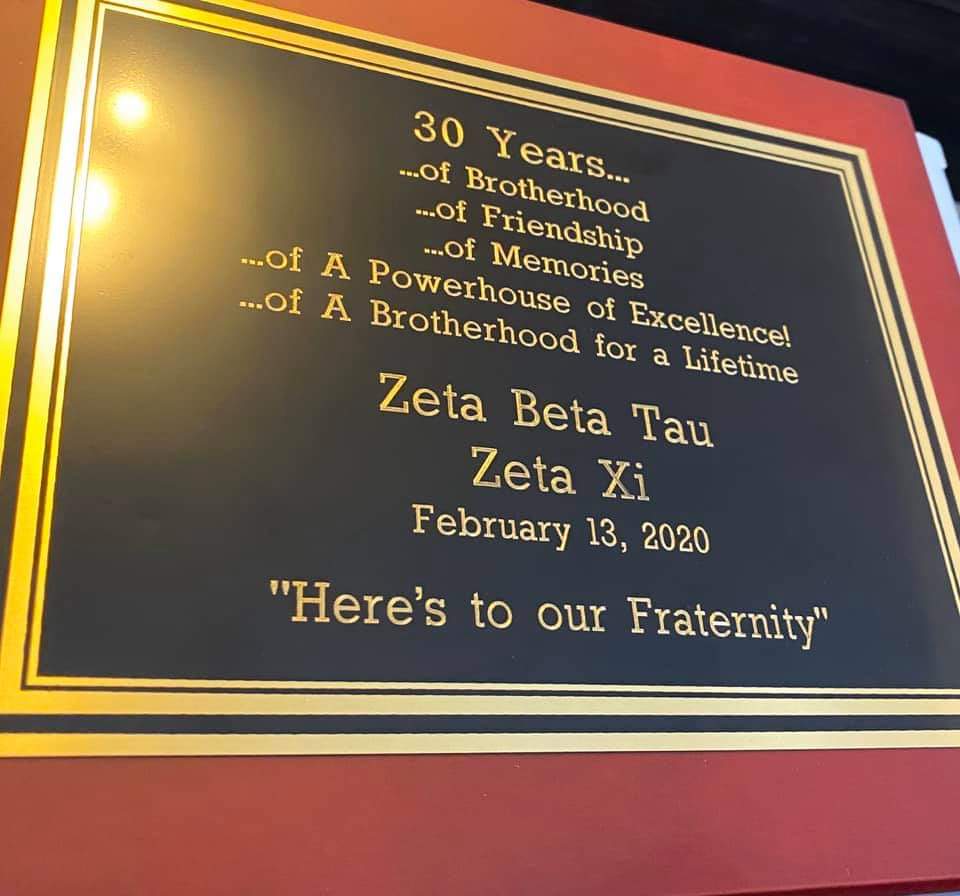 30 Years...
...of Brotherhood
...of Friendship
...of Memories
...of A Powerhouse of Excellence!
...of A Brotherhood for a Lifetime
Zeta Beta Tau
Zeta Xi
February 13, 2020
"Here's to our Fraternity"